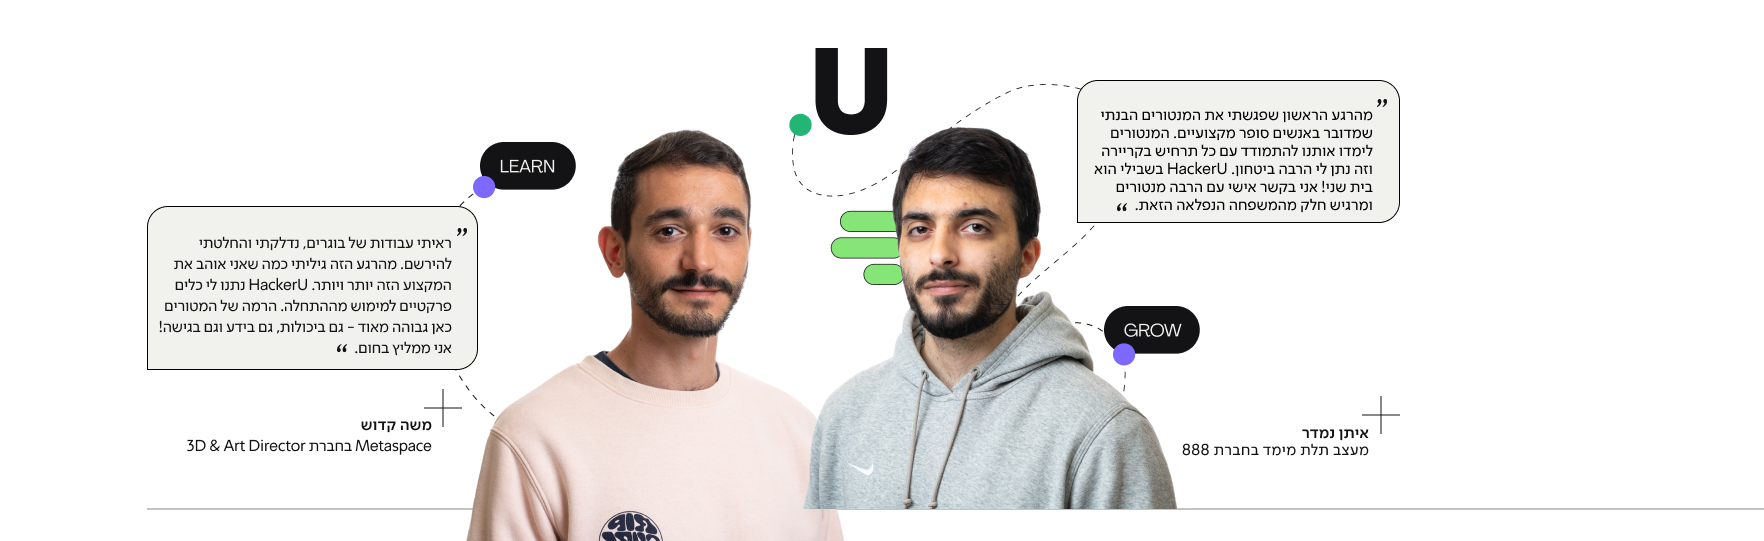 U
”
מהרגע הראשון שפגשתי את המנטורים הבנתי
שמדובר באנשים סופר מקצועיים. המנטורים
לימדו אותנו להתמודד עם כל תרחיש בקריירה
וזה נתן לי הרבה ביטחון. HackerU בשבילי הוא
בית שני! אני בקשר אישי עם הרבה מנטורים
ומרגיש חלק מהמשפחה הנפלאה הזאת. “
GROW
איתן נמדר
מעצב תלת מימד בחברת 888
LEARN
”
ראיתי עבודות של בוגרים, נדלקתי והחלטתי
להירשם. מהרגע הזה גיליתי כמה שאני אוהב את
המקצוע הזה יותר ויותר. HackerU נתנו לי כלים
פרקטיים למימוש מההתחלה. הרמה של המטורים
כאן גבוהה מאוד – גם ביכולות, גם בידע וגם בגישה!
אני ממליץ בחום. “
משה קדוש
3D & Art Director בחברת Metaspace